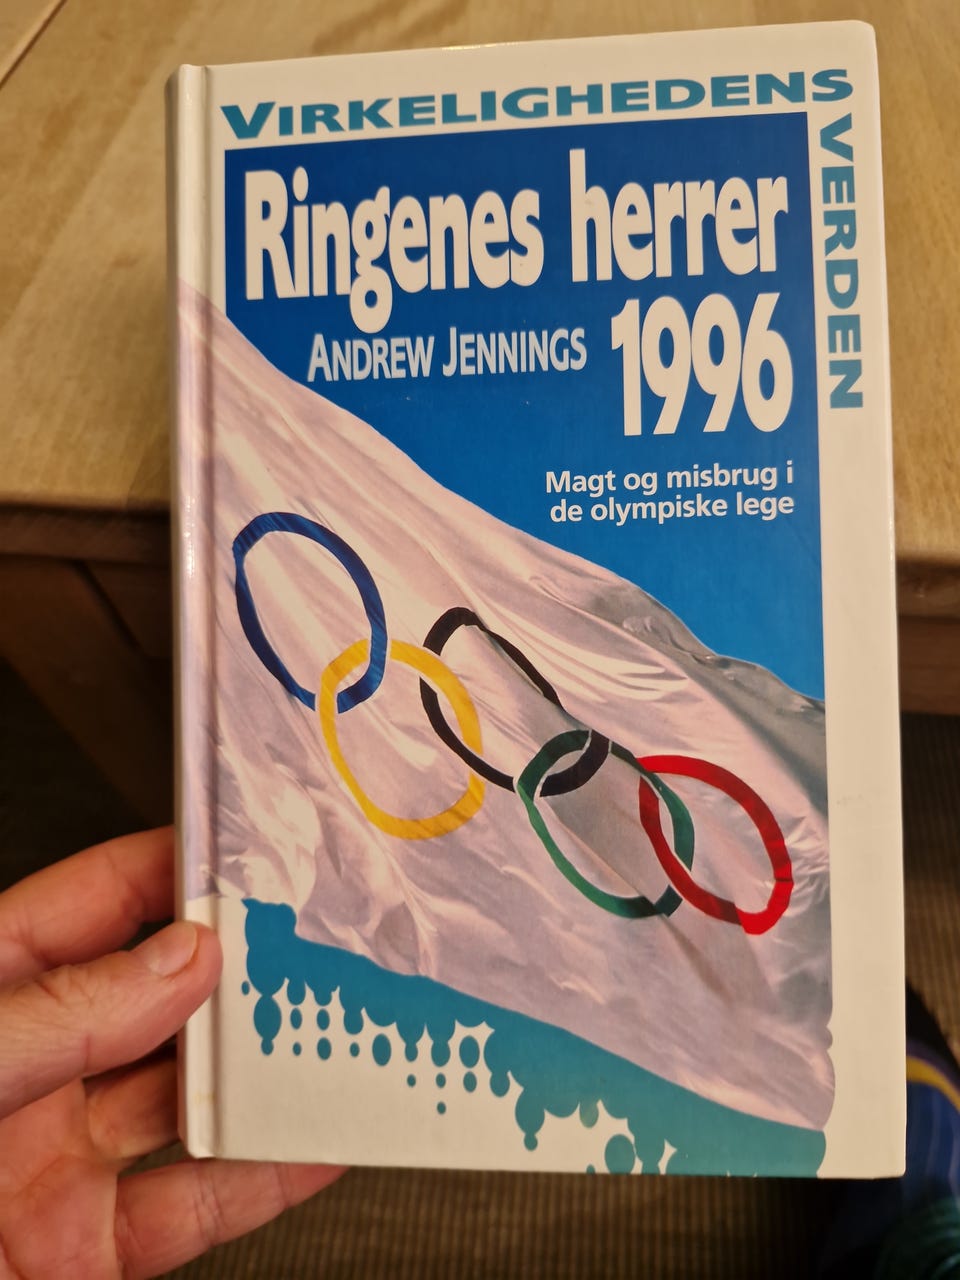 VIRKELIGHEDENS
VERDEN
Ringenes herrer
1996
ANDREW JENNINGS
Magt og misbrug i
de olympiske lege